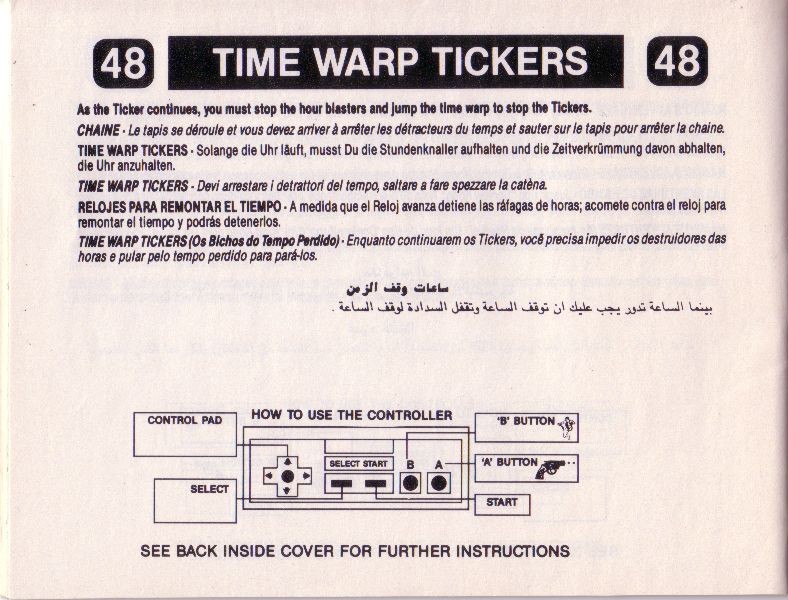 48 TIME WARP TICKERS 48
As the Ticker continues, you must stop the hour blasters and jump the time warp to stop the Tickers.
CHAINE - Le tapis se déroule et vous devez arriver à arrêter les détracteurs du temps et sauter sur le tapis pour arrêter la chaine.
TIME WARP TICKERS - Solange die Uhr läuft, musst Du die Stundenknaller aufhalten und die Zeitverkrümmung davon abhalten,
die Uhr anzuhalten.
TIME WARP TICKERS - Devi arrestare i detrattori del tempo, saltare a fare spezzare la catèna.
RELOJES PARA REMONTAR EL TIEMPO - A medida que el Reloj avanza detiene las ráfagas de horas; acomete contra el reloj para
remontar el tiempo y podrás detenerlos.
TIME WARP TICKERS (Os Bichos do Tempo Perdido) - Enquanto continuarem os Tickers, você precisa impedir os destruidores das
horas e pular pelo tempo perdido para pará-los.
ساعات وقف الزمن
بينما الساعة تدور يجب عليك ان توقف الساعة وتقفل السدادة لوقف الساعة .
CONTROL PAD
HOW TO USE THE CONTROLLER
'B' BUTTON
SELECT START
B A
'A' BUTTON
SELECT
START
SEE BACK INSIDE COVER FOR FURTHER INSTRUCTIONS